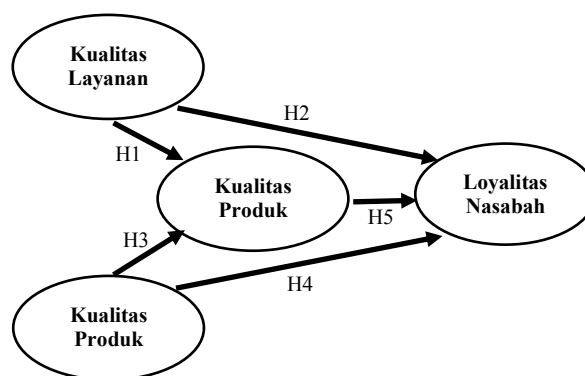 Kualitas
Layanan
H2
H1
Kualitas
Produk
Loyalitas
Nasabah
H5
H3
H4
Kualitas
Produk